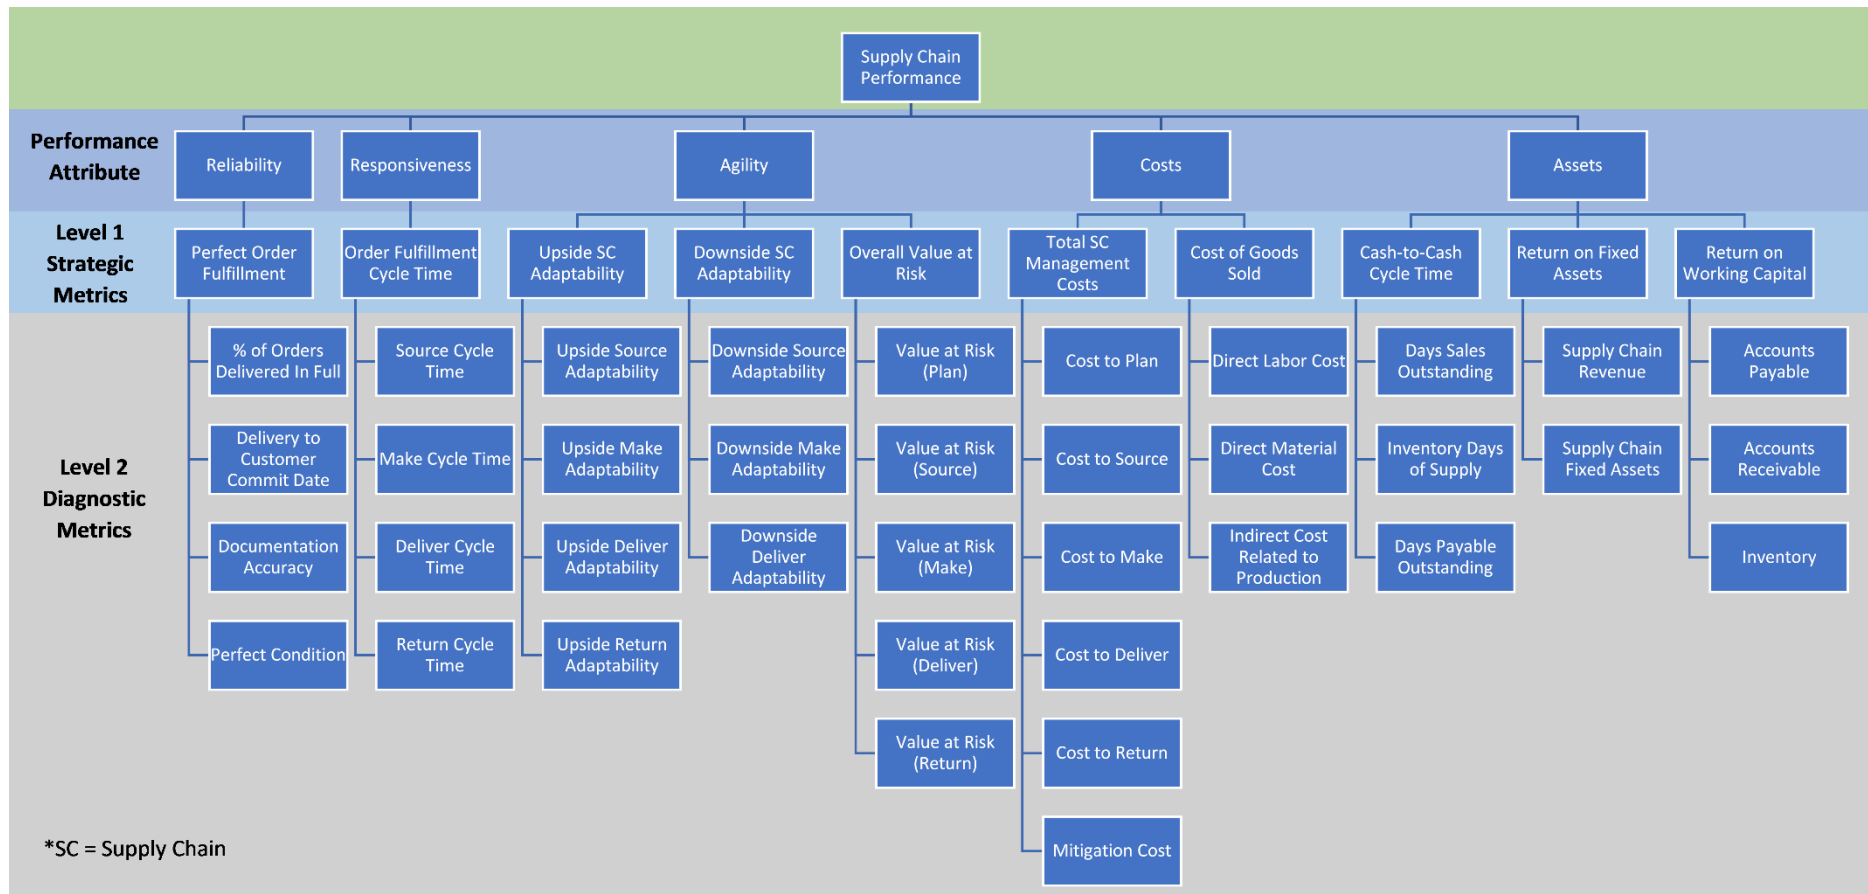 Supply Chain
Performance
Performance
Attribute
Reliability
Responsiveness
Agility
Costs
Assets
Level 1
Strategic
Metrics
Perfect Order
Fulfillment
Order Fulfillment
Cycle Time
Upside SC
Adaptability
Downside SC
Adaptability
Overall Value at
Risk
Total SC
Management
Costs
Cost of Goods
Sold
Cash-to-Cash
Cycle Time
Return on Fixed
Assets
Return on
Working Capital
Level 2
Diagnostic
Metrics
% of Orders
Delivered In Full
Delivery to
Customer
Commit Date
Documentation
Accuracy
Perfect Condition
Source Cycle
Time
Make Cycle Time
Deliver Cycle
Time
Return Cycle
Time
Upside Source
Adaptability
Upside Make
Adaptability
Upside Deliver
Adaptability
Upside Return
Adaptability
Downside Source
Adaptability
Downside Make
Adaptability
Downside
Deliver
Adaptability
Value at Risk
(Plan)
Value at Risk
(Source)
Value at Risk
(Make)
Value at Risk
(Deliver)
Value at Risk
(Return)
Cost to Plan
Cost to Source
Cost to Make
Cost to Deliver
Cost to Return
Mitigation Cost
Direct Labor Cost
Direct Material
Cost
Indirect Cost
Related to
Production
Days Sales
Outstanding
Inventory Days
of Supply
Days Payable
Outstanding
Supply Chain
Revenue
Supply Chain
Fixed Assets
Accounts
Payable
Accounts
Receivable
Inventory
*SC = Supply Chain